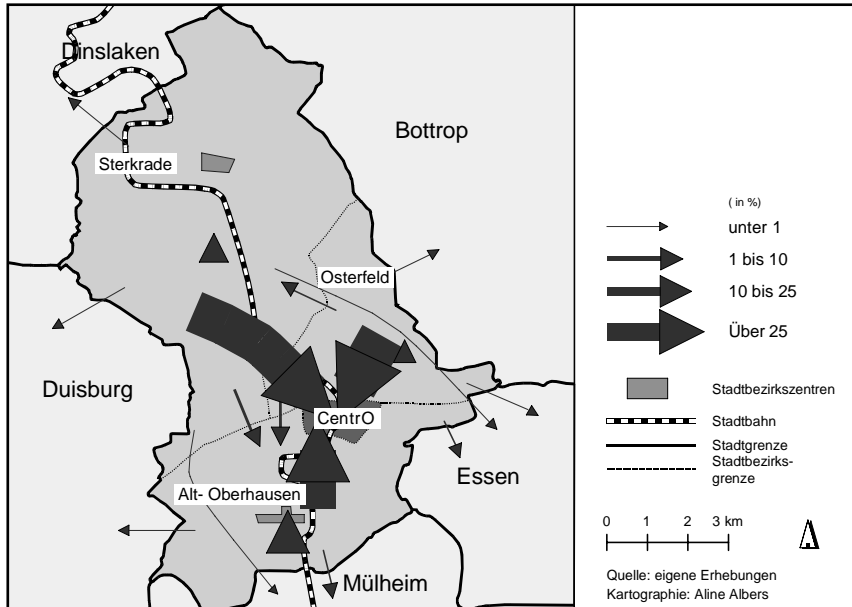 Dinslaken
Bottrop
Sterkrade
Osterfeld
Duisburg
CentrO
Essen
Alt- Oberhausen
Mülheim
( in %)
unter 1
1 bis 10
10 bis 25
Über 25
Stadtbezirkszentren
Stadtbahn
Stadtgrenze
Stadtbezirks-
grenze
0 1 2 3 km
Quelle: eigene Erhebungen
Kartographie: Aline Albers